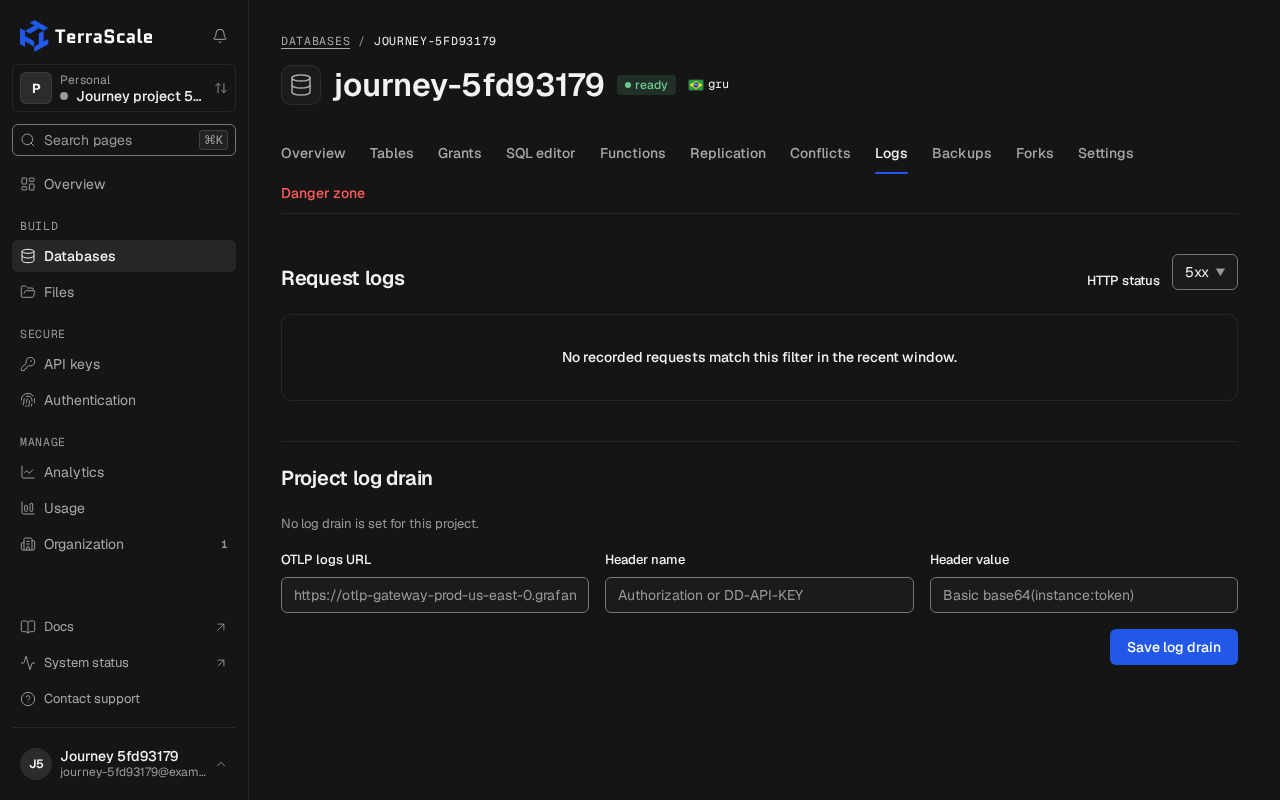 TerraScale
P
Personal
Journey project 5...
Search pages
⌘K
Overview
BUILD
Databases
Files
SECURE
API keys
Authentication
MANAGE
Analytics
Usage
Organization
1
Docs
System status
Contact support
J5
Journey 5fd93179
journey-5fd93179@exam...
DATABASES / JOURNEY-5FD93179
journey-5fd93179
ready
gru
Overview
Tables
Grants
SQL editor
Functions
Replication
Conflicts
Logs
Backups
Forks
Settings
Danger zone
Request logs
HTTP status
5xx
No recorded requests match this filter in the recent window.
Project log drain
No log drain is set for this project.
OTLP logs URL
Header name
Header value
https://otlp-gateway-prod-us-east-0.grafan
Authorization or DD-API-KEY
Basic base64(instance:token)
Save log drain